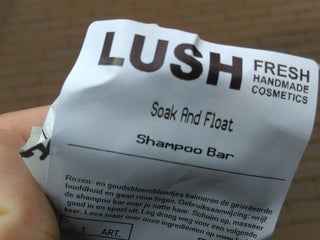 LUSH FRESH
HANDMADE
COSMETICS
Soak And Float
Shampoo Bar
Rozen- en goudsbloemblaadjes kalmeren de geïrriteerde
hoofdhuid en gaan roos tegen. Gebruiksaanwijzing: wrijf
de shampoo bar over je natte haar. Schuim op, masseer
goed in en spoel uit. Leg droog weg voor een volgende
keer. Lees meer over onze ingrediënten op www.
1 ART.